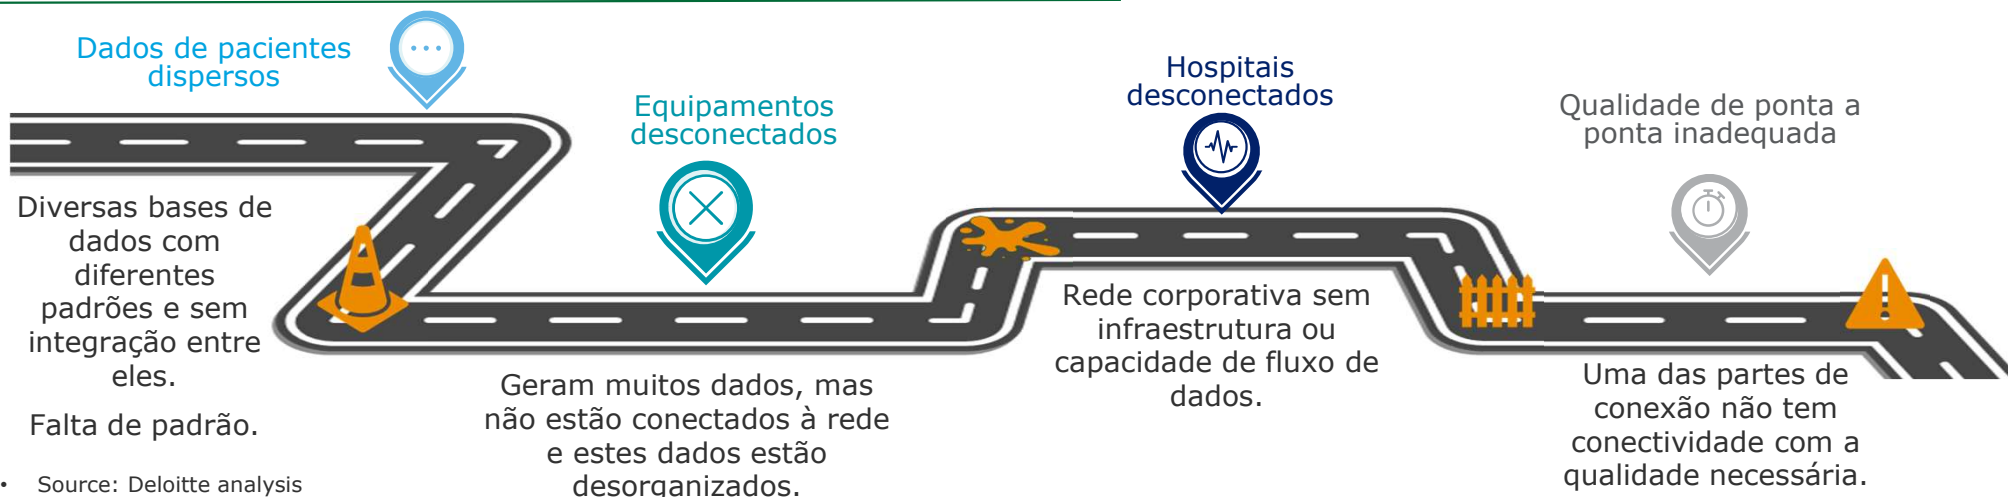 Dados de pacientes
dispersos
Diversas bases de
dados com
diferentes
padrões e sem
integração entre
eles.
Falta de padrão.
Equipamentos
desconectados
Geram muitos dados, mas
não estão conectados à rede
e estes dados estão
desorganizados.
Hospitais
desconectados
Rede corporativa sem
infraestrutura ou
capacidade de fluxo de
dados.
Qualidade de ponta a
ponta inadequada
Uma das partes de
conexão não tem
conectividade com a
qualidade necessária.
• Source: Deloitte analysis